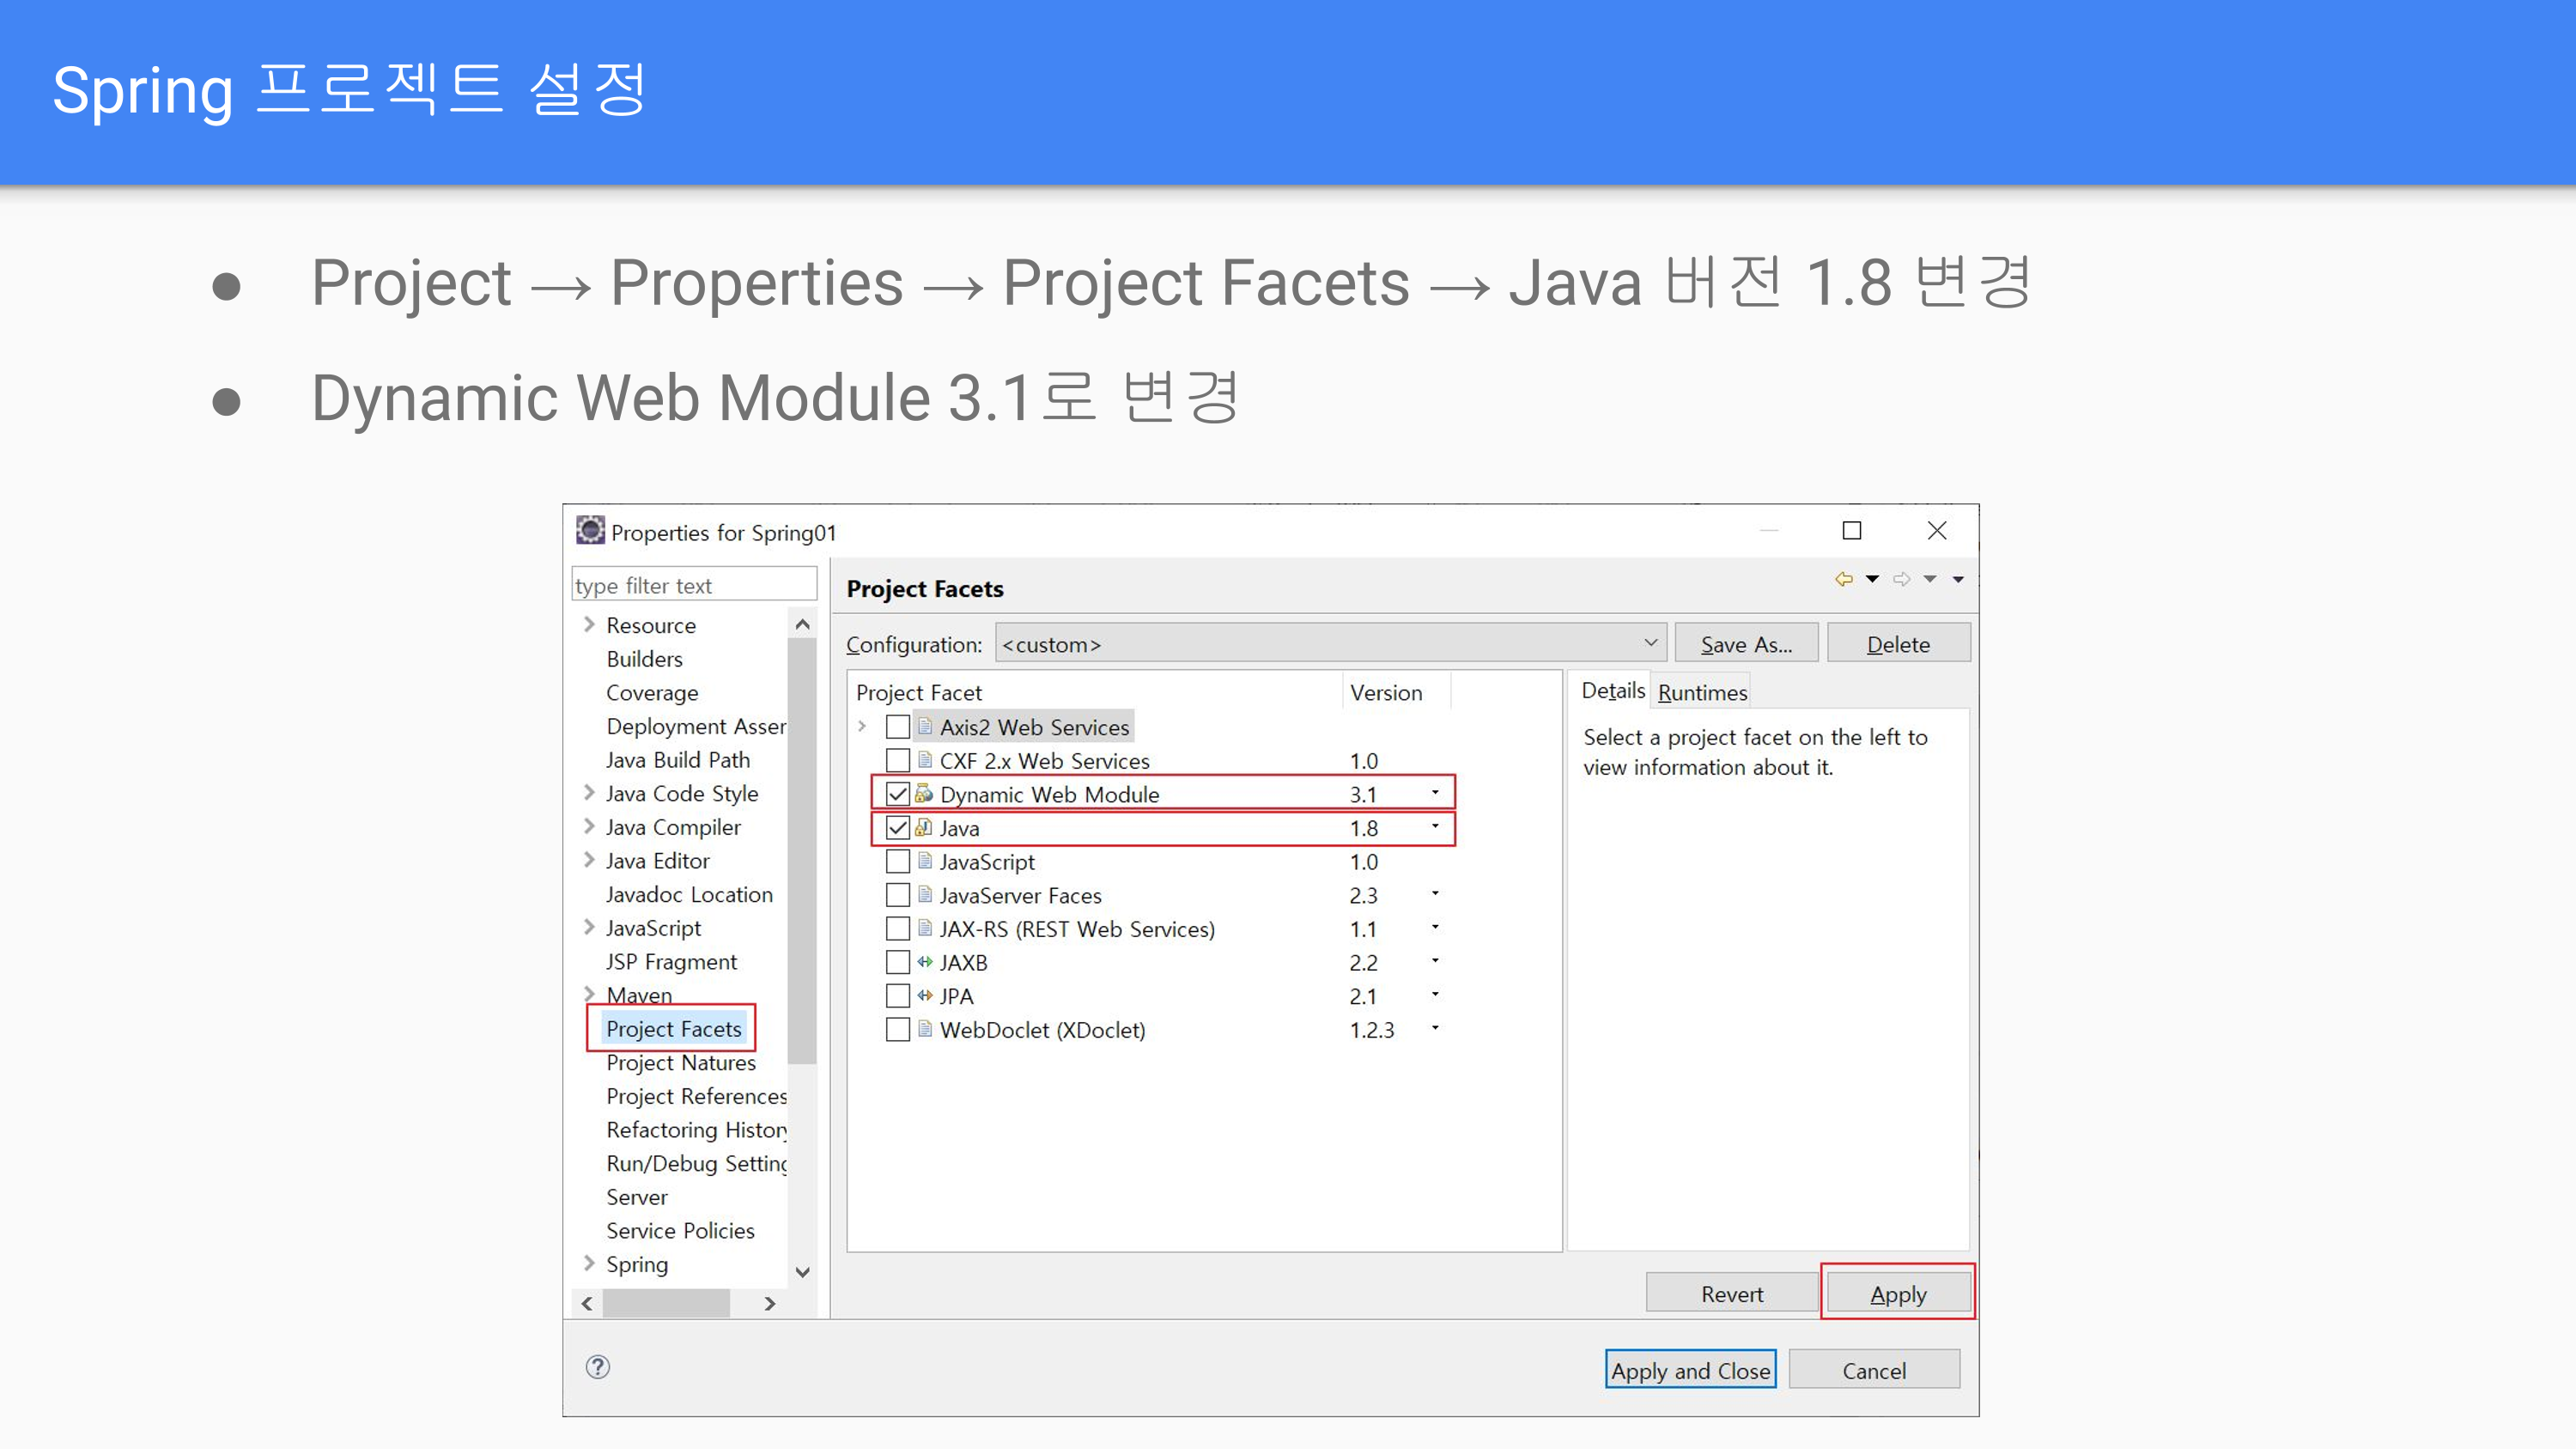 Spring 프로젝트 설정
● Project → Properties → Project Facets → Java 버전 1.8 변경
● Dynamic Web Module 3.1로 변경
Properties for Spring01
type filter text
Resource
Builders
Coverage
Deployment Asser
Java Build Path
Java Code Style
Java Compiler
Java Editor
Javadoc Location
JavaScript
JSP Fragment
Maven
Project Facets
Project Natures
Project References
Refactoring History
Run/Debug Setting
Server
Service Policies
Spring
Project Facets
Configuration: <custom> Save As... Delete
Project Facet Version
Axis2 Web Services
CXF 2.x Web Services 1.0
Dynamic Web Module 3.1
Java 1.8
JavaScript 1.0
JavaServer Faces 2.3
JAX-RS (REST Web Services) 1.1
JAXB 2.2
JPA 2.1
WebDoclet (XDoclet) 1.2.3
Details Runtimes
Select a project facet on the left to
view information about it.
Revert Apply
Apply and Close Cancel